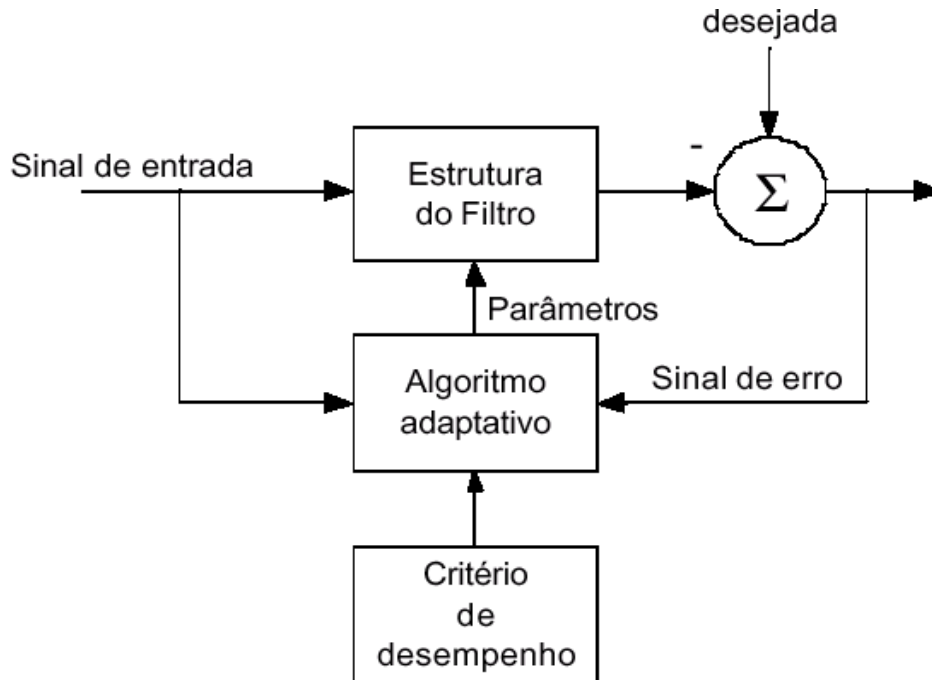 desejada
Sinal de entrada
-
Estrutura
do Filtro
Σ
Parâmetros
Algoritmo
adaptativo
Sinal de erro
Critério
de
desempenho